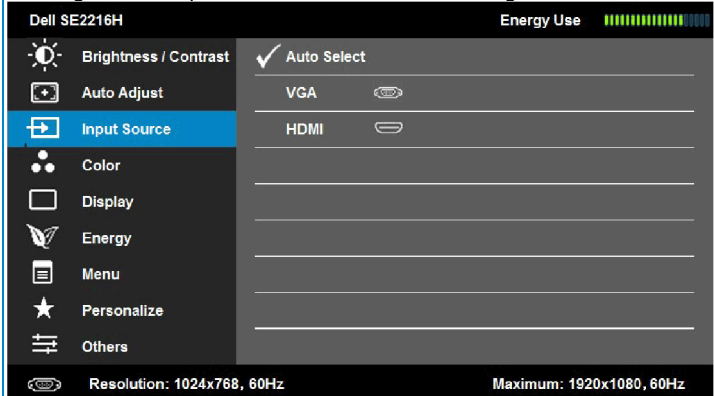 Dell SE2216H Energy Use
Brightness / Contrast Auto Select
Auto Adjust VGA
Input Source HDMI
Color
Display
Energy
Menu
Personalize
Others
Resolution: 1024x768, 60Hz Maximum: 1920x1080, 60Hz